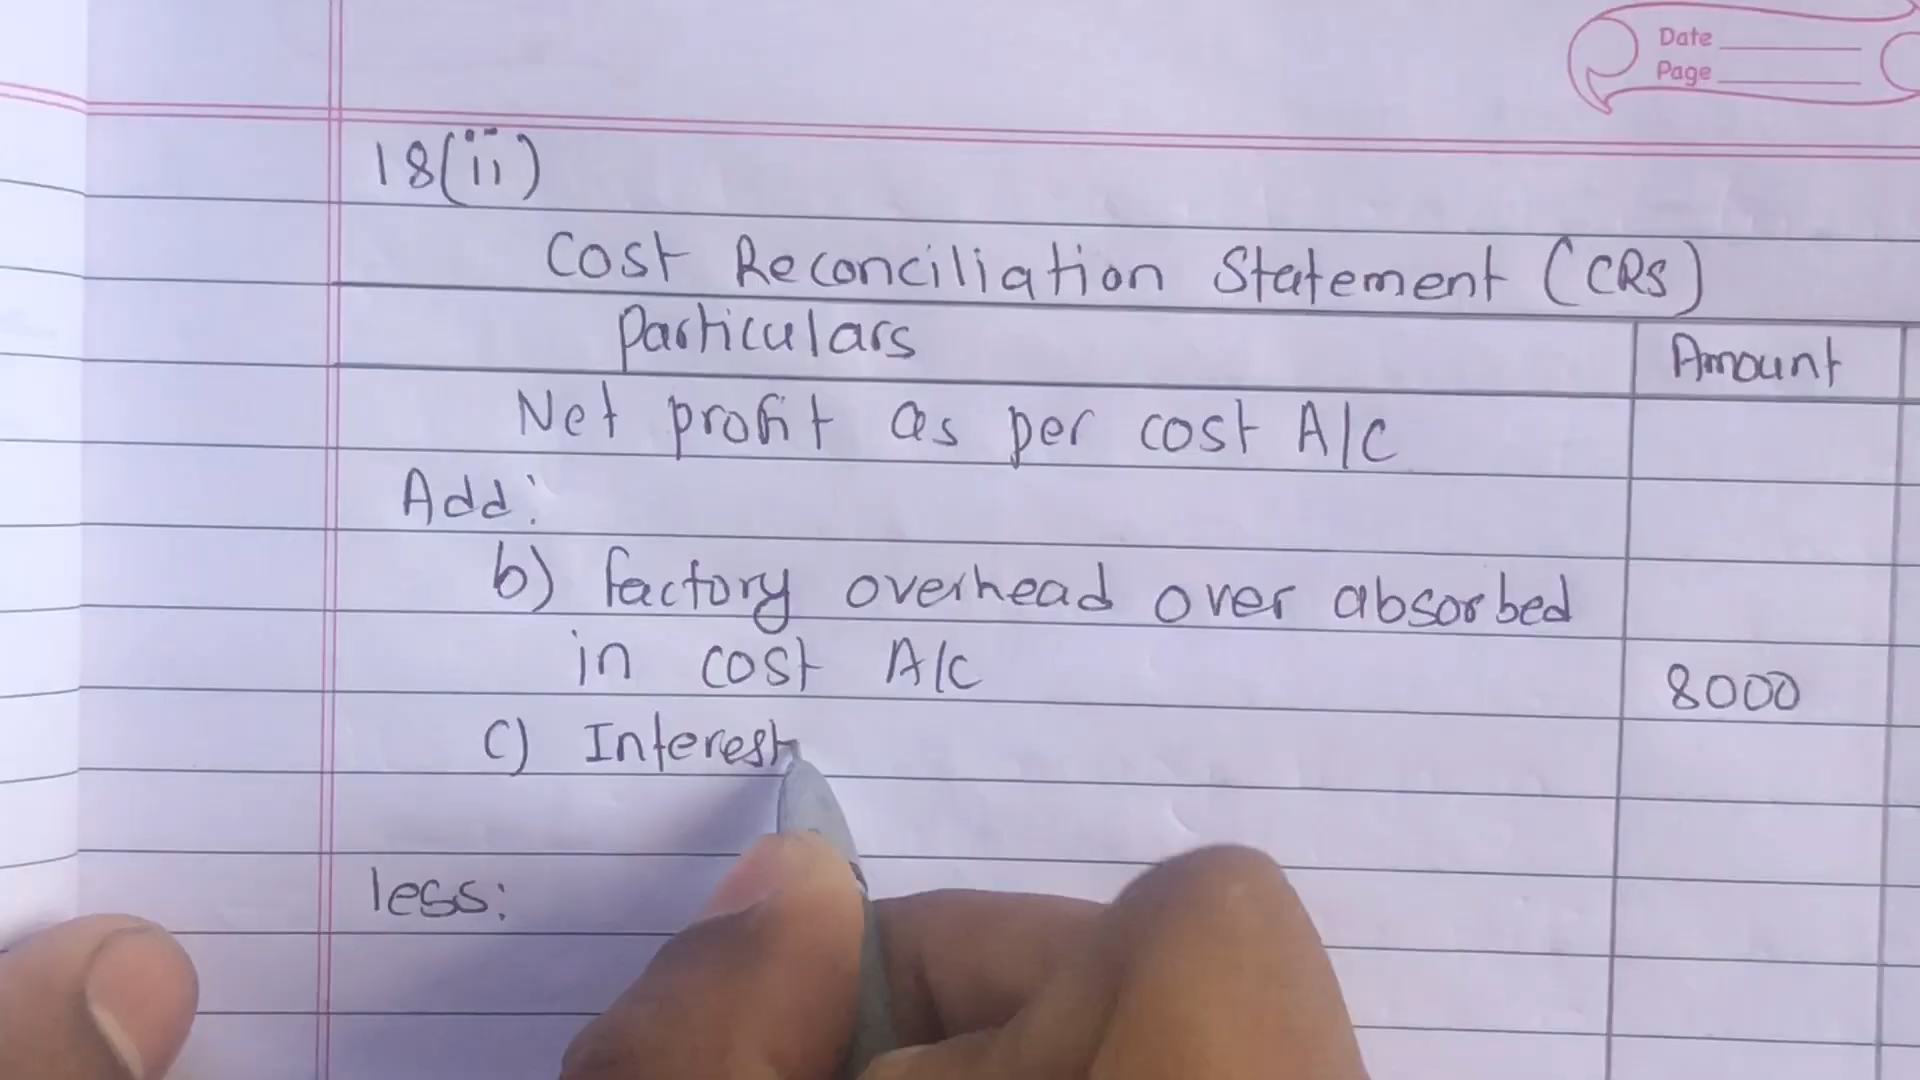 Date
Page
18(ii)
Cost Reconciliation Statement (CRS)
Particulars Amount
Net profit as per cost A/C
Add:
b) factory overhead over absorbed
in cost A/C 8000
c) Interest
less: